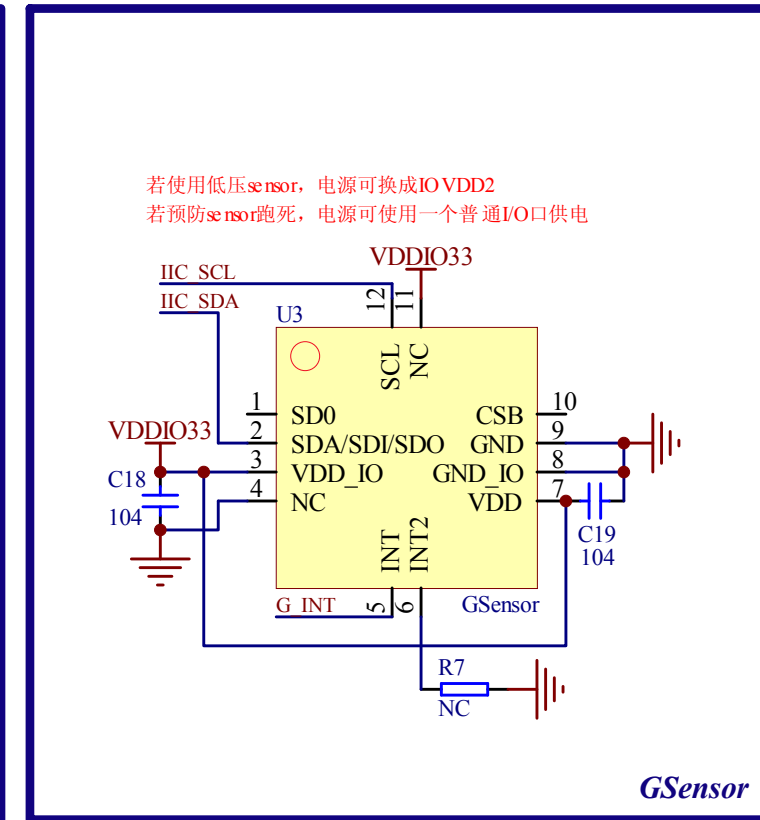 若使用低压sensor，电源可换成IOVDD2
若预防sensor跑死，电源可使用一个普通I/O口供电
VDDIO33
IIC_SCL
IIC_SDA
12
11
U3
SCL
NC
1
SD0
CSB
10
VDDIO33
2
SDA/SDI/SDO
GND
9
3
VDD_IO
GND_IO
8
C18
4
NC
VDD
7
104
C19
104
INT
INT2
G_INT
5
6
GSensor
R7
NC
GSensor